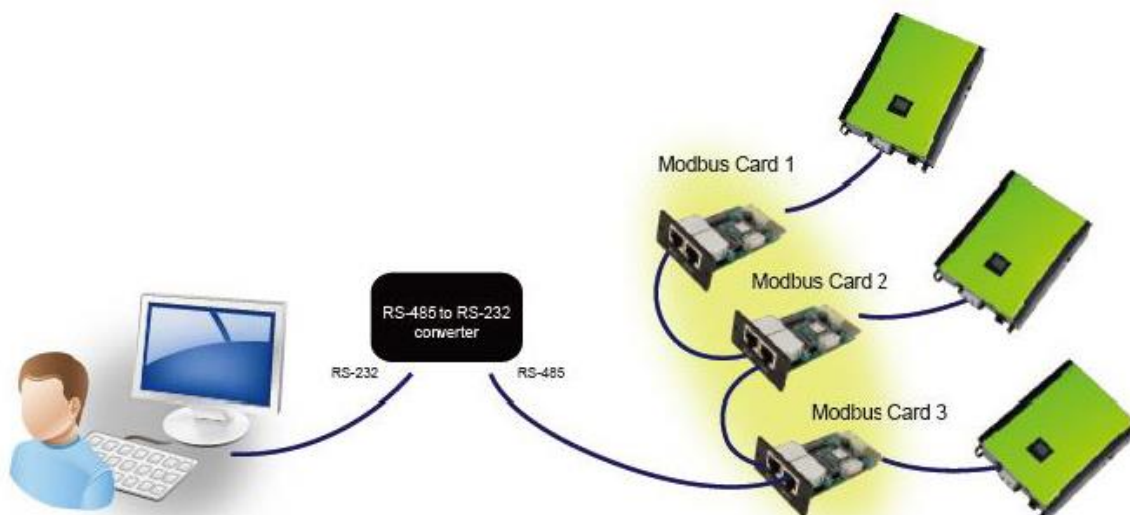 Modbus Card 1
Modbus Card 2
RS-485 to RS-232
converter
RS-232
RS-485
Modbus Card 3